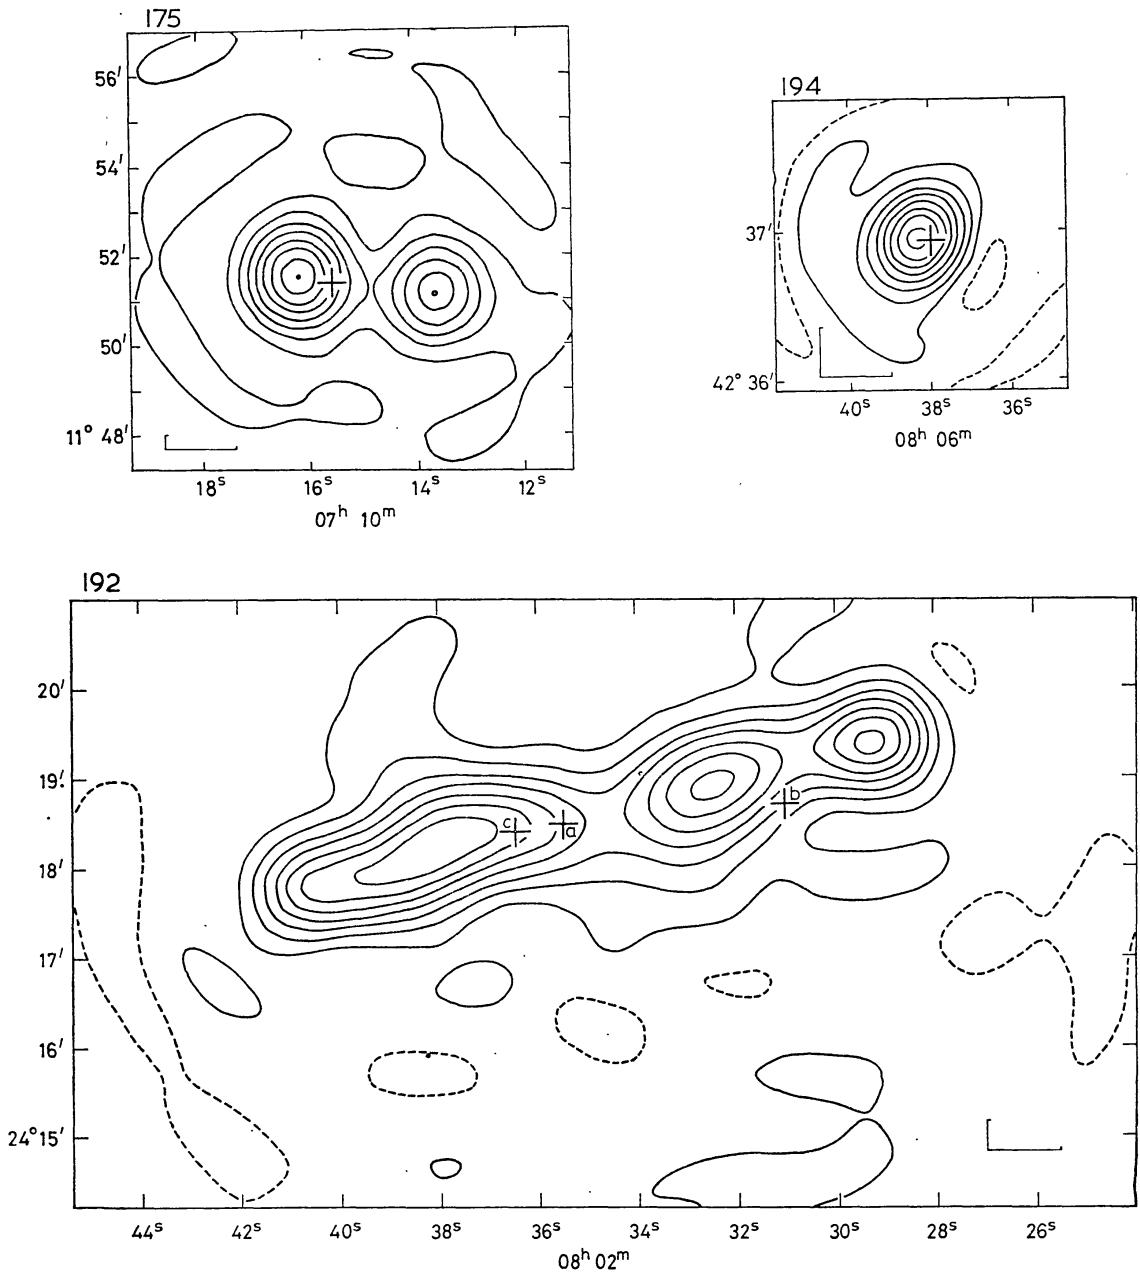 175
56′
54′
52′
50′
11° 48′
18ˢ 16ˢ 14ˢ 12ˢ
07ʰ 10ᵐ
194
37′
42° 36′
40ˢ 38ˢ 36ˢ
08ʰ 06ᵐ
192
20′
19′
18′
17′
16′
24° 15′
c
a
b
44ˢ 42ˢ 40ˢ 38ˢ 36ˢ 34ˢ 32ˢ 30ˢ 28ˢ 26ˢ
08ʰ 02ᵐ